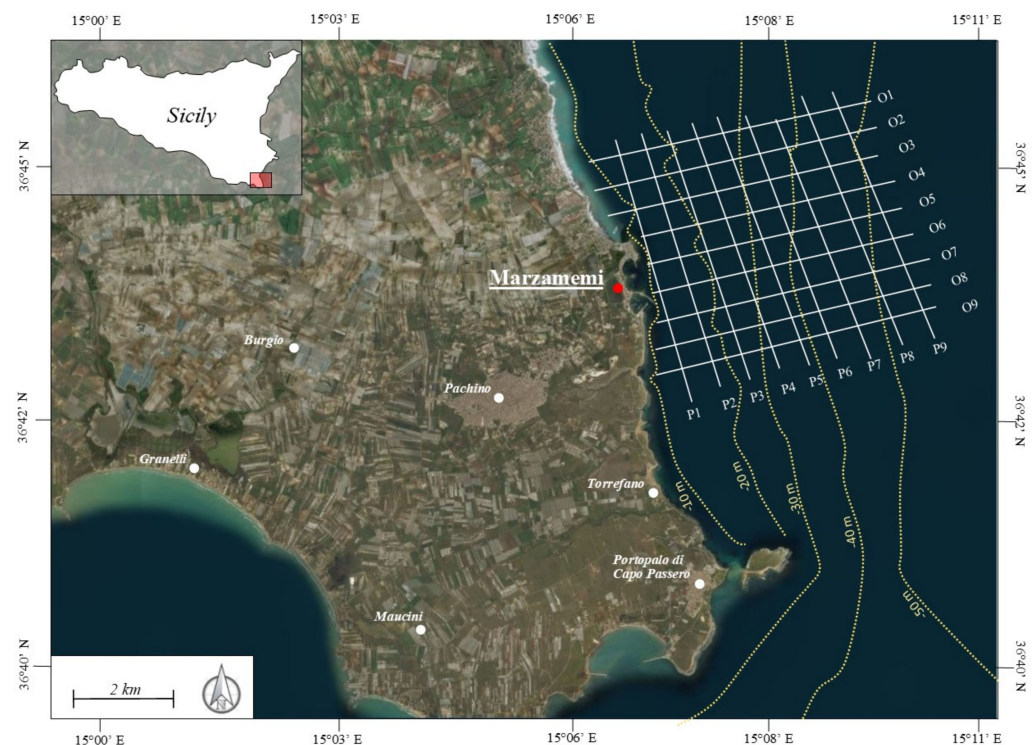 15°00’ E
15°03’ E
15°06’ E
15°08’ E
15°11’ E
Sicily
36°45’ N
36°45’ N
O1
O2
O3
O4
O5
O6
O7
O8
O9
Marzamemi
Burgio
Pachino
P1
P2
P3
P4
P5
P6
P7
P8
P9
36°42’ N
36°42’ N
Granelli
Torrefano
-10 m
-20 m
-30 m
-40 m
-50 m
Portopalo di
Capo Passero
Maucini
36°40’ N
36°40’ N
2 km
N
15°00’ E
15°03’ E
15°06’ E
15°08’ E
15°11’ E